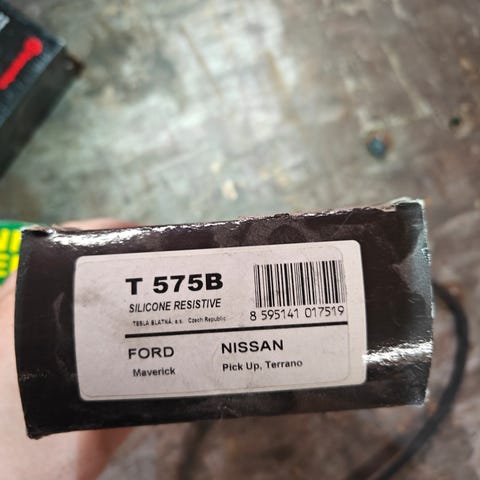 T 575B
SILICONE RESISTIVE
TESLA BLATNÁ, a.s. Czech Republic
8 595141 017519
FORD
Maverick
NISSAN
Pick Up, Terrano